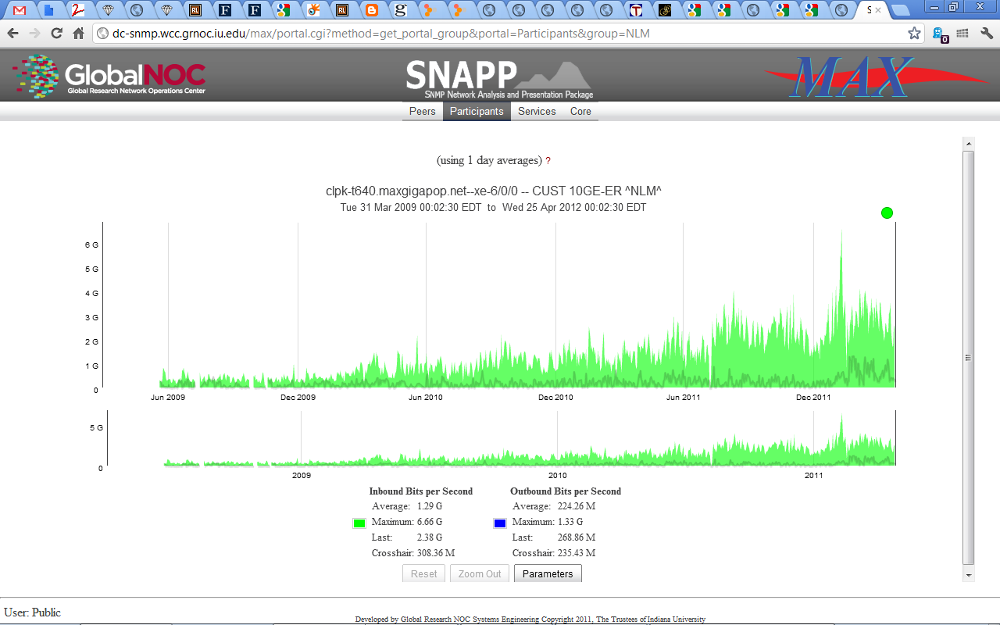 dc-snmp.wcc.grnoc.iu.edu/max/portal.cgi?method=get_portal_group&portal=Participants&group=NLM
0
GlobalNOC
Global Research Network Operations Center
SNAPP
SNMP Network Analysis and Presentation Package
MAX
Peers Participants Services Core
(using 1 day averages) ?
clpk-t640.maxgigapop.net--xe-6/0/0 -- CUST 10GE-ER ^NLM^
Tue 31 Mar 2009 00:02:30 EDT to Wed 25 Apr 2012 00:02:30 EDT
6 G
5 G
4 G
3 G
2 G
1 G
0
Jun 2009 Dec 2009 Jun 2010 Dec 2010 Jun 2011 Dec 2011
5 G
0
2009 2010 2011
Inbound Bits per Second Outbound Bits per Second
Average: 1.29 G Average: 224.26 M
Maximum: 6.66 G Maximum: 1.33 G
Last: 2.38 G Last: 268.86 M
Crosshair: 308.36 M Crosshair: 235.43 M
Reset Zoom Out Parameters
User: Public
Developed by Global Research NOC Systems Engineering Copyright 2011, The Trustees of Indiana University